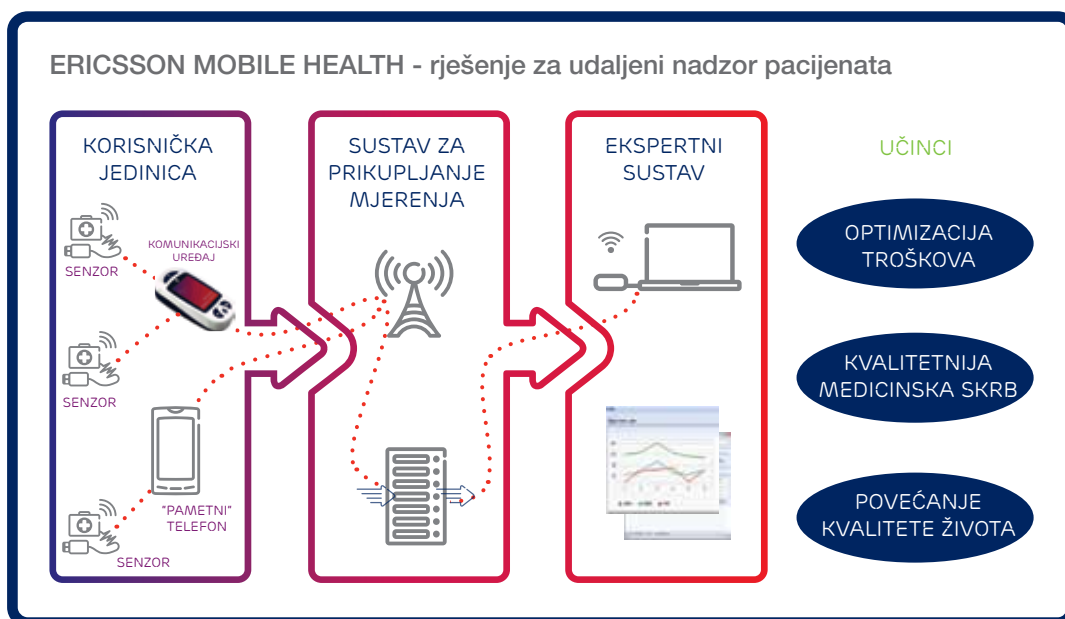 ERICSSON MOBILE HEALTH - rješenje za udaljeni nadzor pacijenata
KORISNIČKA
JEDINICA
SENZOR
KOMUNIKACIJSKI
UREĐAJ
SENZOR
"PAMETNI"
TELEFON
SENZOR
SUSTAV ZA
PRIKUPLJANJE
MJERENJA
EKSPERTNI
SUSTAV
UČINCI
OPTIMIZACIJA
TROŠKOVA
KVALITETNIJA
MEDICINSKA SKRB
POVEĆANJE
KVALITETE ŽIVOTA